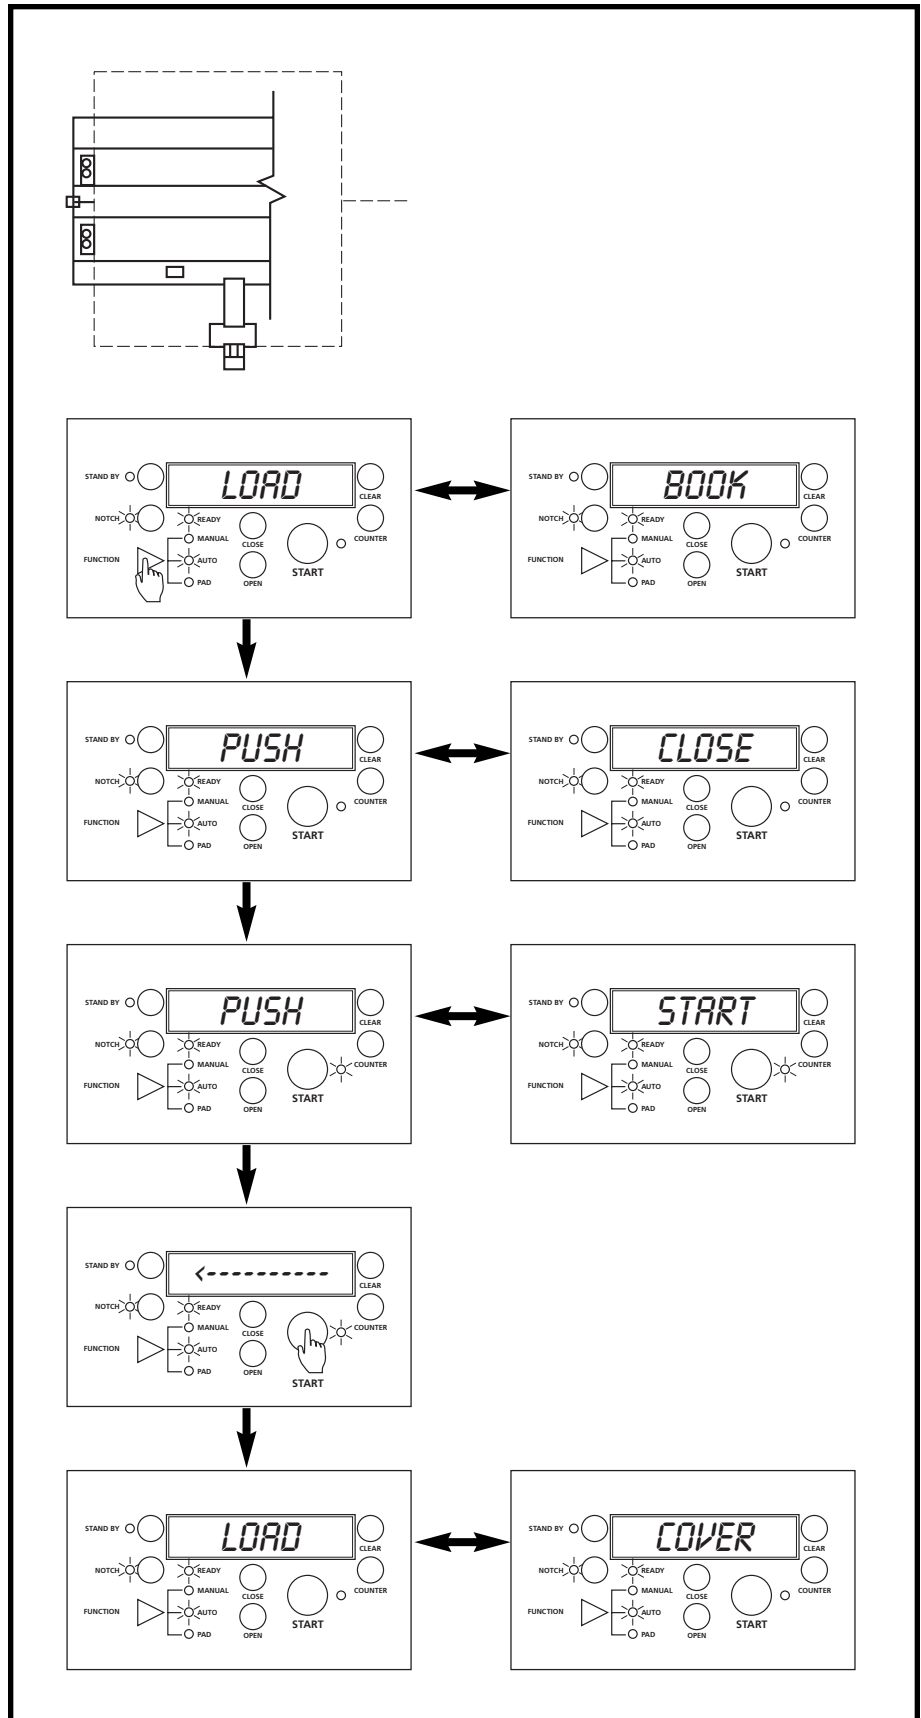 STAND BY LOAD CLEAR
NOTCH READY COUNTER
MANUAL
CLOSE
FUNCTION AUTO
START
OPEN
PAD
STAND BY BOOK CLEAR
NOTCH READY COUNTER
MANUAL
CLOSE
FUNCTION AUTO
START
OPEN
PAD
STAND BY PUSH CLEAR
NOTCH READY COUNTER
MANUAL
CLOSE
FUNCTION AUTO
START
OPEN
PAD
STAND BY CLOSE CLEAR
NOTCH READY COUNTER
MANUAL
CLOSE
FUNCTION AUTO
START
OPEN
PAD
STAND BY PUSH CLEAR
NOTCH READY COUNTER
MANUAL
CLOSE
FUNCTION AUTO
START
OPEN
PAD
STAND BY START CLEAR
NOTCH READY COUNTER
MANUAL
CLOSE
FUNCTION AUTO
START
OPEN
PAD
STAND BY <---------- CLEAR
NOTCH READY COUNTER
MANUAL
CLOSE
FUNCTION AUTO
OPEN
PAD
START
STAND BY LOAD CLEAR
NOTCH READY COUNTER
MANUAL
CLOSE
FUNCTION AUTO
START
OPEN
PAD
STAND BY COVER CLEAR
NOTCH READY COUNTER
MANUAL
CLOSE
FUNCTION AUTO
START
OPEN
PAD